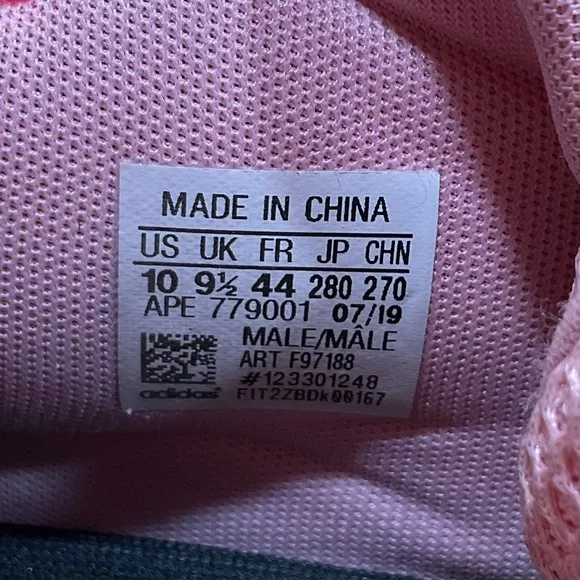 MADE IN CHINA
US UK FR JP CHN
10 9½ 44 280 270
APE 779001 07/19
MALE/MÂLE
ART F97188
#123301248
adidas F1T2ZBDk00167